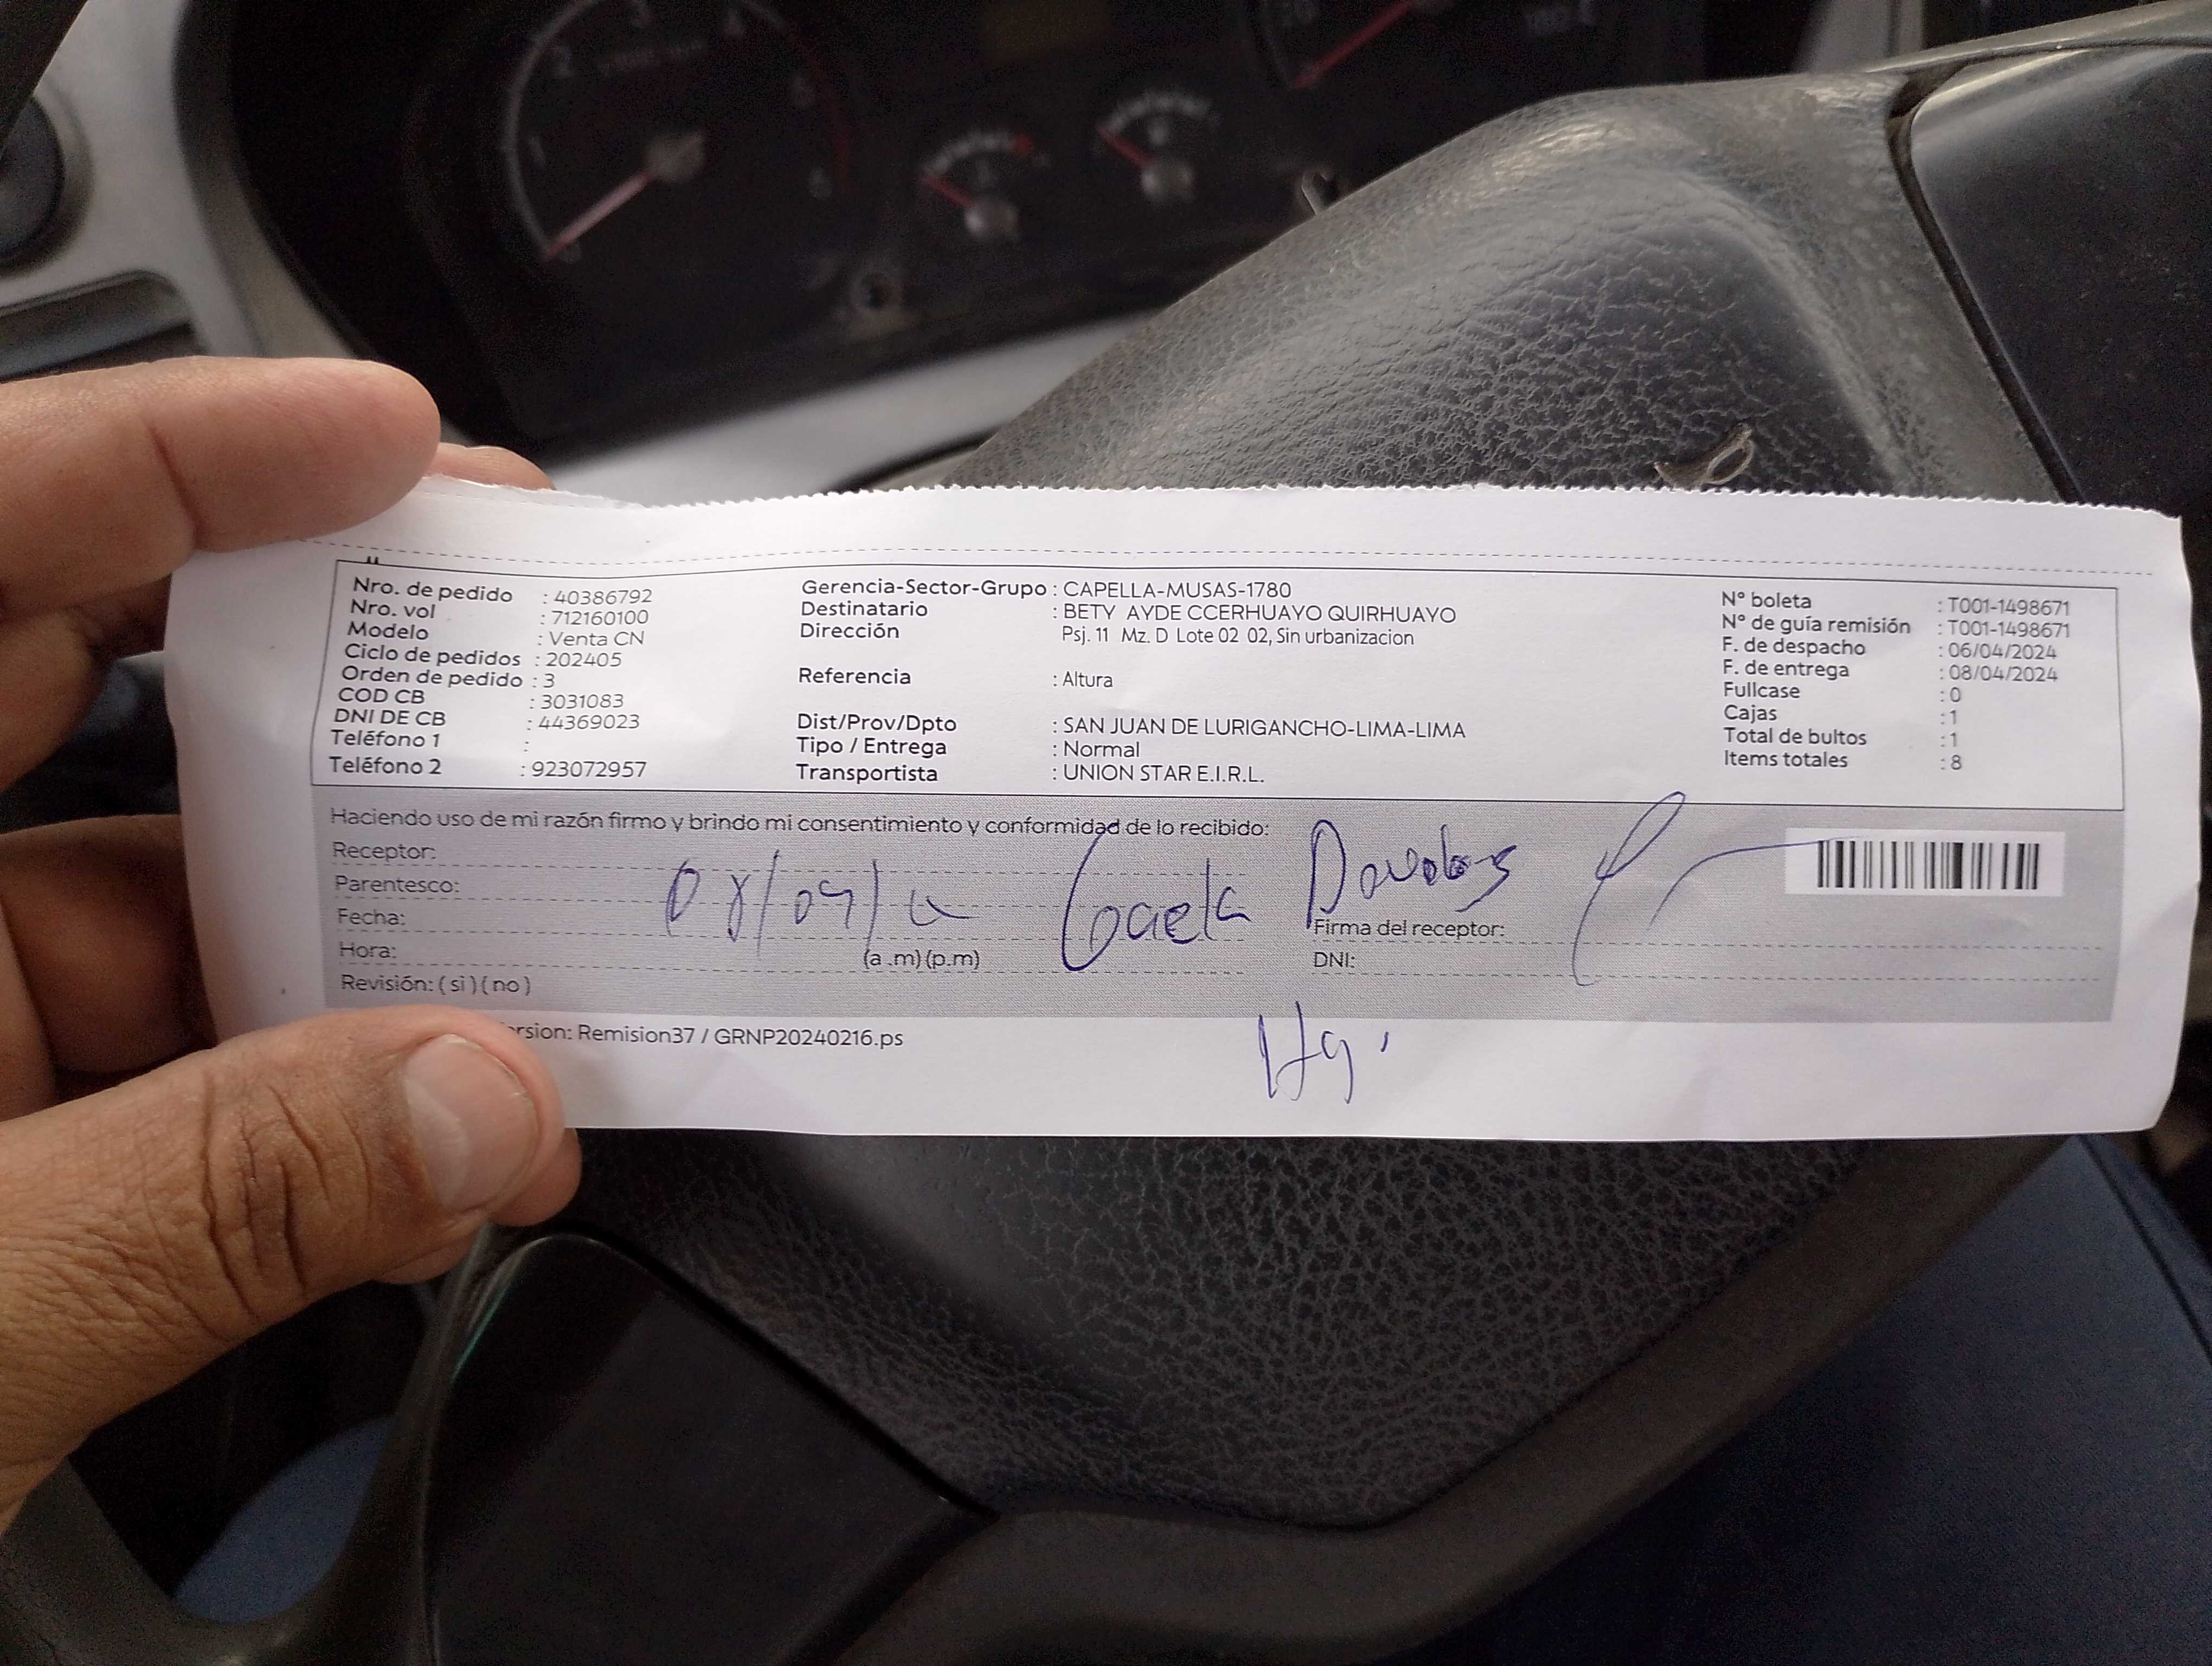 Nro. de pedido : 40386792
Nro. vol : 712160100
Modelo : Venta CN
Ciclo de pedidos : 202405
Orden de pedido : 3
COD CB : 3031083
DNI DE CB : 44369023
Teléfono 1 :
Teléfono 2 : 923072957
Gerencia-Sector-Grupo : CAPELLA-MUSAS-1780
Destinatario : BETY AYDE CCERHUAYO QUIRHUAYO
Dirección Psj. 11 Mz. D Lote 02 02, Sin urbanizacion
Referencia : Altura
Dist/Prov/Dpto : SAN JUAN DE LURIGANCHO-LIMA-LIMA
Tipo / Entrega : Normal
Transportista : UNION STAR E.I.R.L.
N° boleta : T001-1498671
N° de guía remisión : T001-1498671
F. de despacho : 06/04/2024
F. de entrega : 08/04/2024
Fullcase : 0
Cajas : 1
Total de bultos : 1
Items totales : 8
Haciendo uso de mi razón firmo y brindo mi consentimiento y conformidad de lo recibido:
Receptor:
Parentesco:
Fecha: 08/04/
Hora: (a .m) (p.m)
Revisión: ( si ) ( no )
Firma del receptor:
DNI:
rsion: Remision37 / GRNP20240216.ps